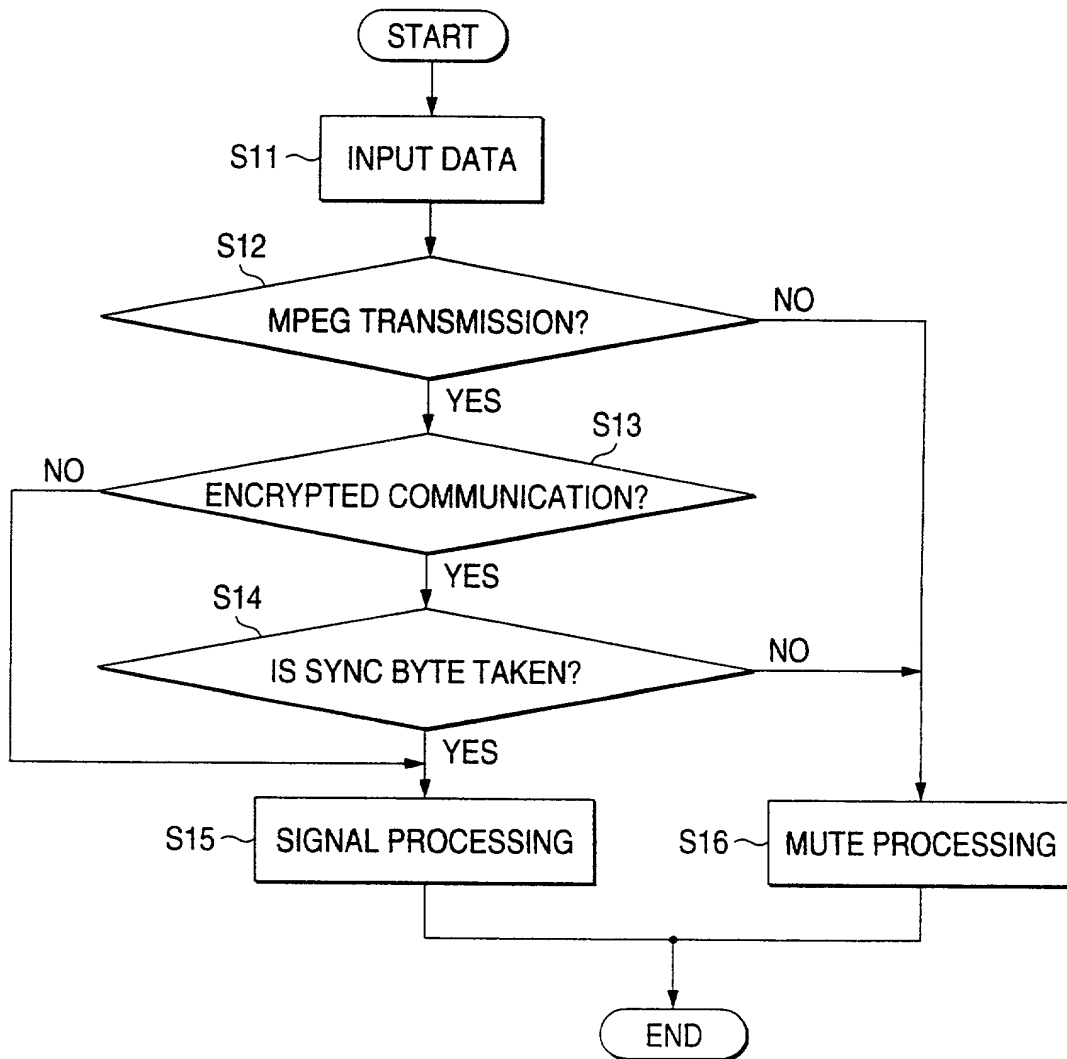 START
S11
INPUT DATA
S12
MPEG TRANSMISSION?
NO
YES
S13
NO
ENCRYPTED COMMUNICATION?
YES
S14
IS SYNC BYTE TAKEN?
NO
YES
S15
SIGNAL PROCESSING
S16
MUTE PROCESSING
END